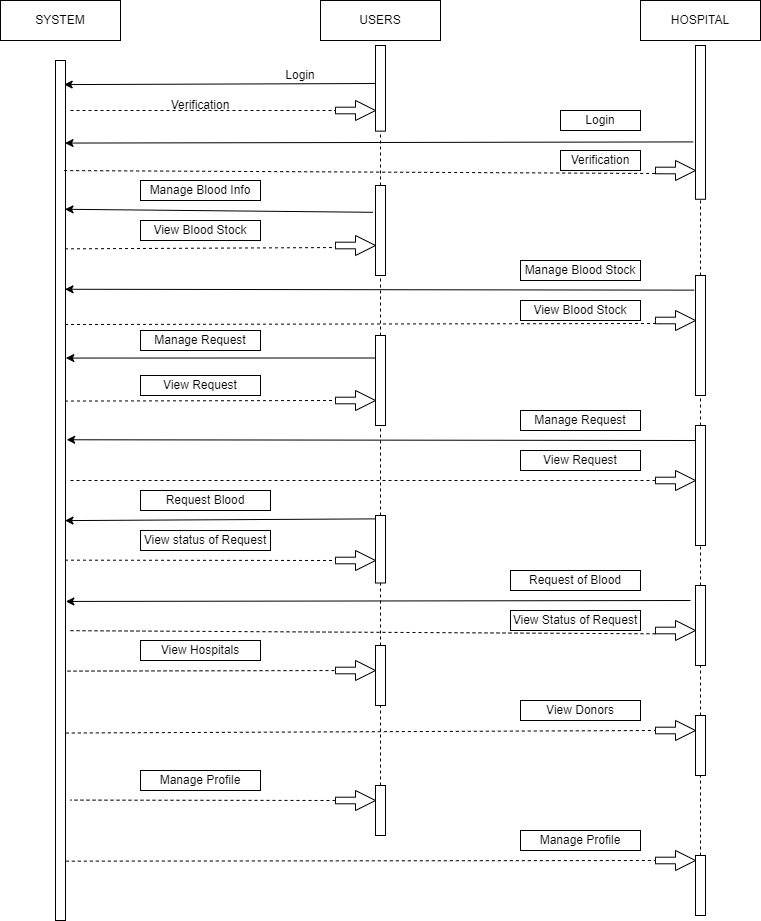 SYSTEM
USERS
HOSPITAL
Login
Verification
Login
Verification
Manage Blood Info
View Blood Stock
Manage Blood Stock
View Blood Stock
Manage Request
View Request
Manage Request
View Request
Request Blood
View status of Request
Request of Blood
View Status of Request
View Hospitals
View Donors
Manage Profile
Manage Profile